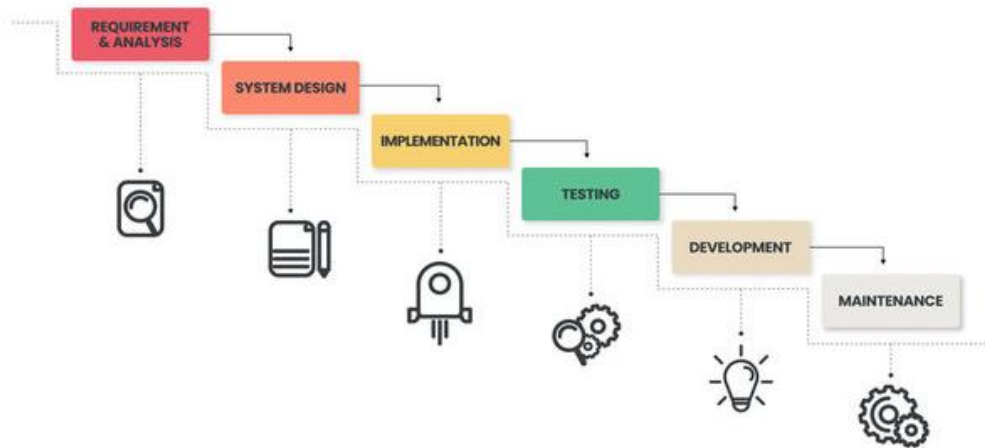 REQUIREMENT
& ANALYSIS
SYSTEM DESIGN
IMPLEMENTATION
TESTING
DEVELOPMENT
MAINTENANCE